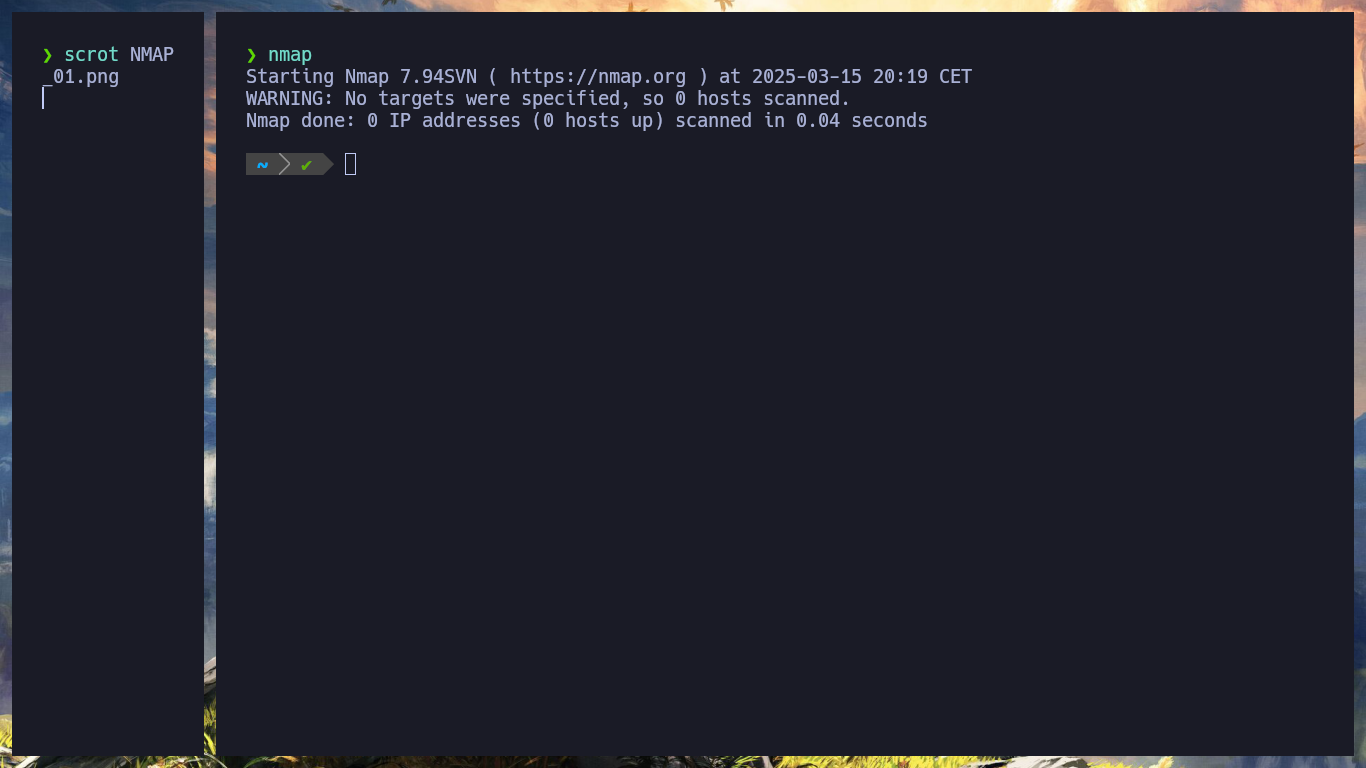 ❯ scrot NMAP
_01.png
❯ nmap
Starting Nmap 7.94SVN ( https://nmap.org ) at 2025-03-15 20:19 CET
WARNING: No targets were specified, so 0 hosts scanned.
Nmap done: 0 IP addresses (0 hosts up) scanned in 0.04 seconds
~ ✔